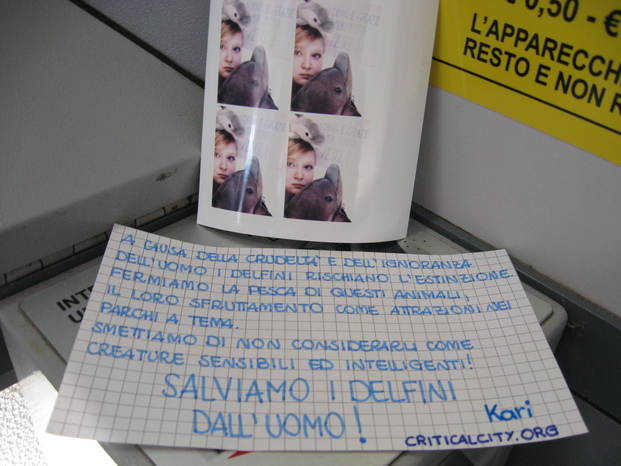 0,50 - €
L'APPARECCH
RESTO E NON R
A CAUSA DELLA CRUDELTÀ E DELL'IGNORANZA
DELL'UOMO I DELFINI RISCHIANO L'ESTINZIONE.
FERMIAMO LA PESCA DI QUESTI ANIMALI,
IL LORO SFRUTTAMENTO COME ATTRAZIONI NEI
PARCHI A TEMA.
SMETTIAMO DI NON CONSIDERARLI COME
CREATURE SENSIBILI ED INTELLIGENTI!
SALVIAMO I DELFINI
DALL'UOMO!
Kari
CRITICALCITY.ORG
INTE
U